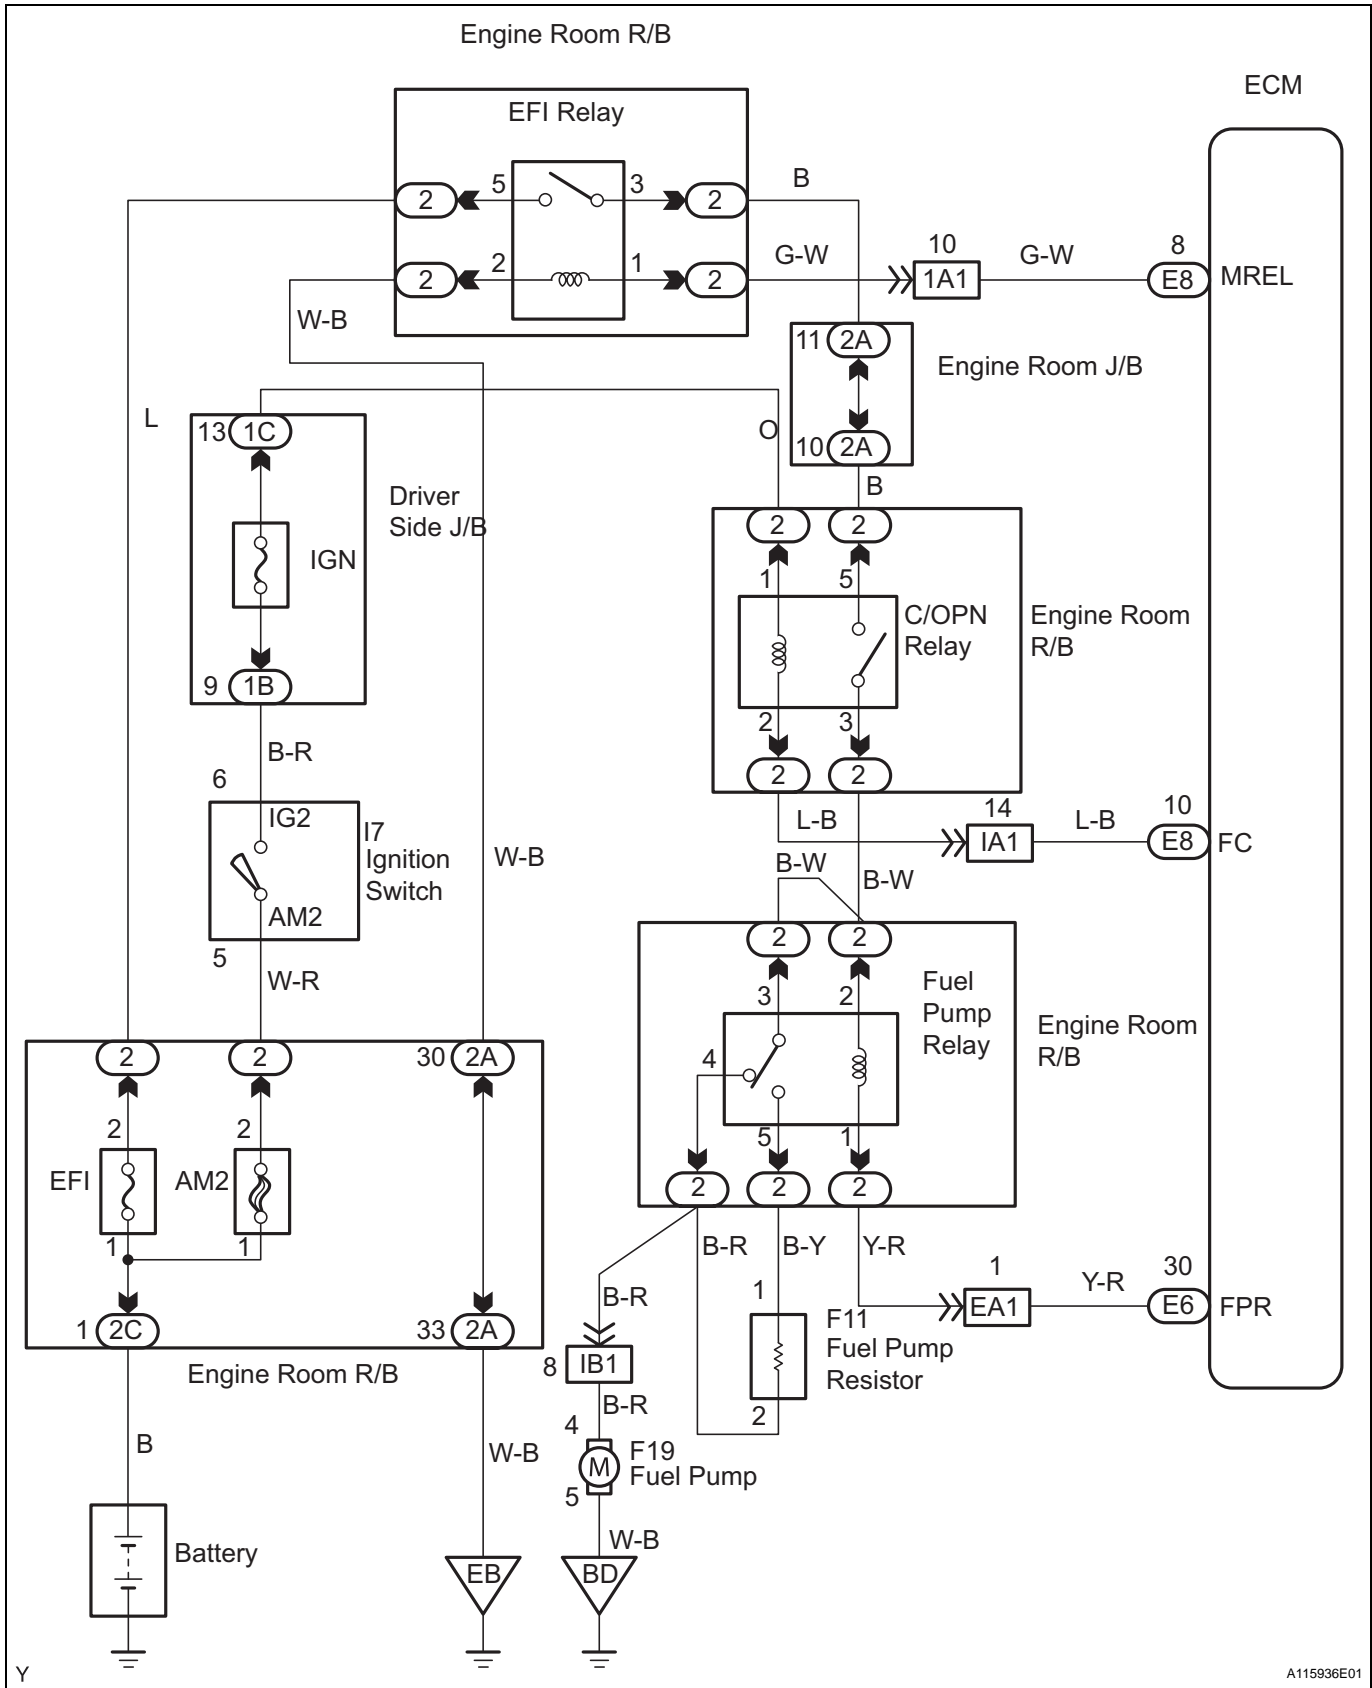 Engine Room R/B
ECM
EFI Relay
2 5 3 2 B
2 2 1 2 G-W
10
1A1
G-W
8
E8 MREL
W-B
11 2A
Engine Room J/B
L
O
10 2A
B
13 1C
Driver
Side J/B
IGN
9 1B
2 2
1 5
C/OPN
Relay
Engine Room
R/B
2 3
2 2
B-R
6
IG2
I7
Ignition
Switch
AM2
5
W-R
W-B
L-B
14
IA1
L-B
10
E8 FC
B-W
B-W
2 2
3 2
Fuel
Pump
Relay
Engine Room
R/B
4
5 1
2 2 2
2 2 30 2A
2 2
EFI AM2
1 1
1 2C 33 2A
Engine Room R/B
B-R B-Y Y-R
1
EA1
Y-R
30
E6 FPR
B-R
1
F11
Fuel Pump
Resistor
2
8 IB1
B-R
4
M
F19
Fuel Pump
5
W-B
B
W-B
Battery
EB BD
Y
A115936E01